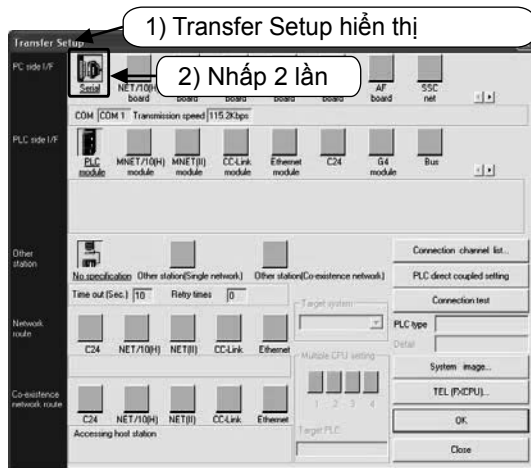 1) Transfer Setup hiển thị
Transfer Setup
2) Nhấp 2 lần
PC side I/F
Serial
NET/10(H) board
board
board
board
board
AF board
SSC net
COM COM 1 Transmission speed 115.2Kbps
PLC side I/F
PLC module
MNET/10(H) module
MNET(II) module
CC-Link module
Ethernet module
C24
G4 module
Bus
Other station
No specification
Other station(Single network)
Other station(Co-existence network)
Time out (Sec.) 10 Retry times 0
Connection channel list...
PLC direct coupled setting
Connection test
Target system
PLC type
Detail
Network route
C24
NET/10(H)
NET(II)
CC-Link
Ethernet
Multiple CPU setting
1 2 3 4
Target PLC
System image...
TEL (FXCPU)...
OK
Close
Co-existence network route
C24
NET/10(H)
NET(II)
CC-Link
Ethernet
Accessing host station